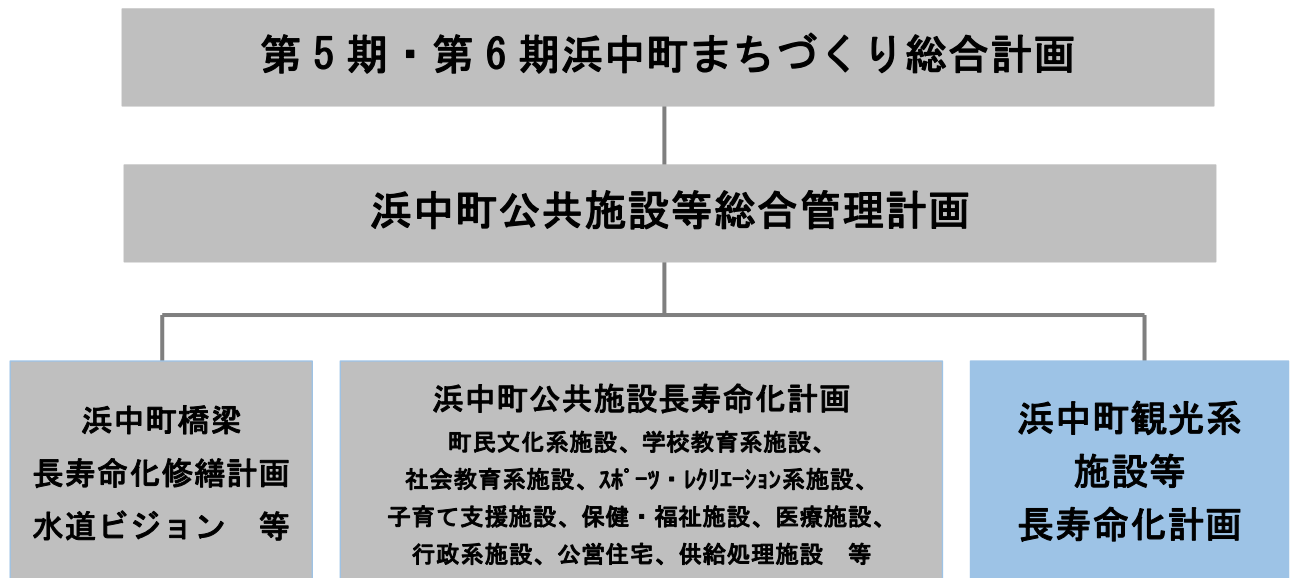 第5期・第6期浜中町まちづくり総合計画
浜中町公共施設等総合管理計画
浜中町橋梁
長寿命化修繕計画
水道ビジョン　等
浜中町公共施設長寿命化計画
町民文化系施設、学校教育系施設、
社会教育系施設、ｽﾎﾟｰﾂ・ﾚｸﾘｴｰｼｮﾝ系施設、
子育て支援施設、保健・福祉施設、医療施設、
行政系施設、公営住宅、供給処理施設　等
浜中町観光系
施設等
長寿命化計画